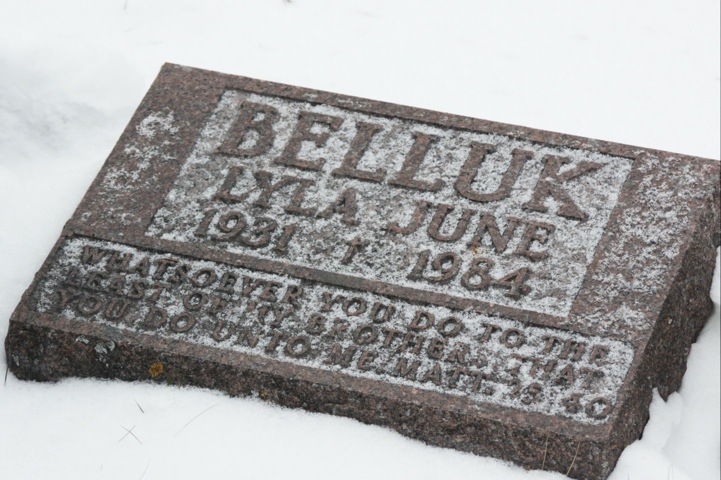 BELLUK
LYLA JUNE
1931 † 1984
WHATSOEVER YOU DO TO THE
LEAST OF MY BROTHERS THAT
YOU DO UNTO ME MATT. 25 40